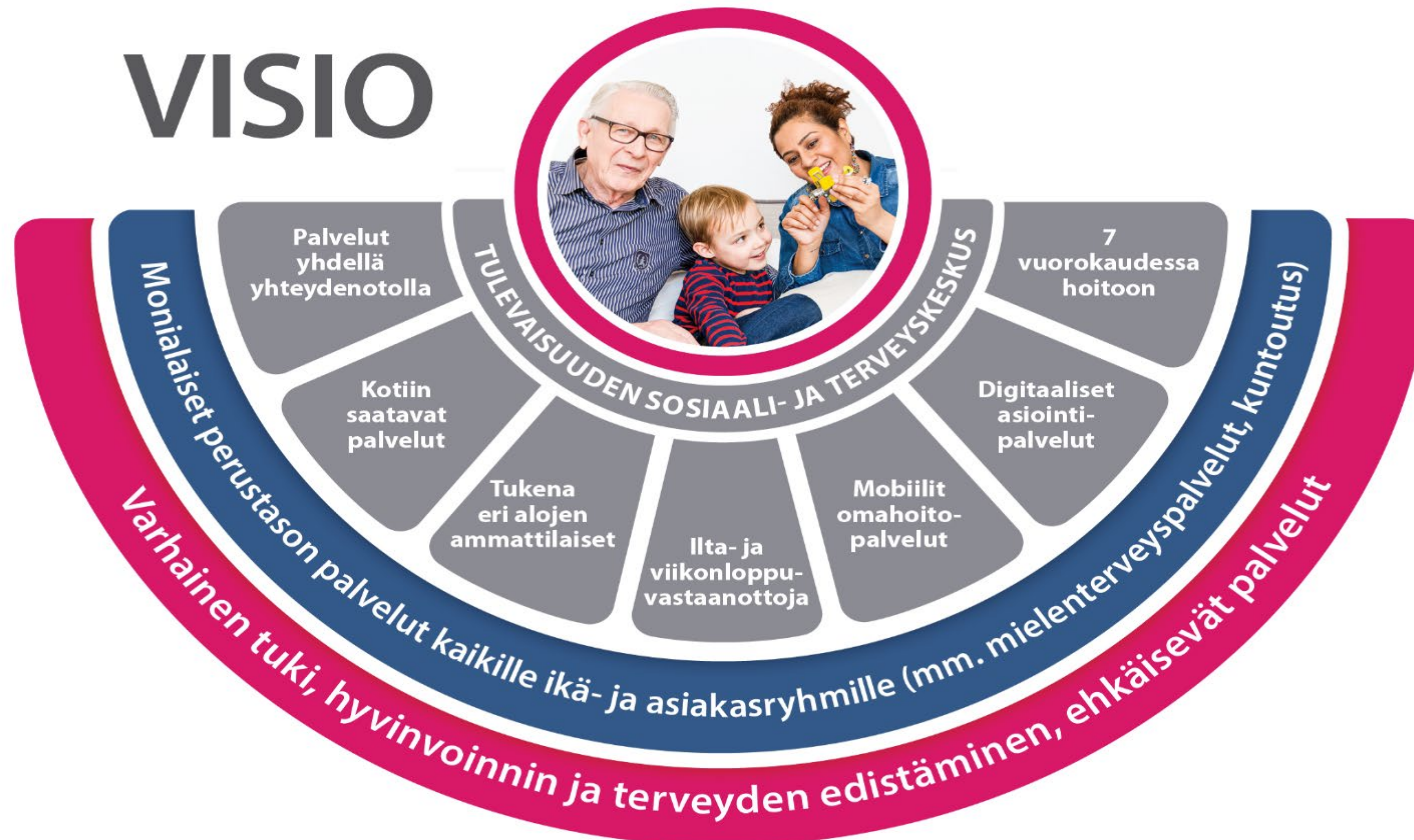 VISIO
TULEVAISUUDEN SOSIAALI- JA TERVEYSKESKUS
Palvelut
yhdellä
yhteydenotolla
Kotiin
saatavat
palvelut
Tukena
eri alojen
ammattilaiset
Ilta- ja
viikonloppu-
vastaanottoja
Mobiilit
omahoito-
palvelut
Digitaaliset
asiointi-
palvelut
7
vuorokaudessa
hoitoon
Monialaiset perustason palvelut kaikille ikä- ja asiakasryhmille (mm. mielenterveyspalvelut, kuntoutus)
Varhainen tuki, hyvinvoinnin ja terveyden edistäminen, ehkäisevät palvelut